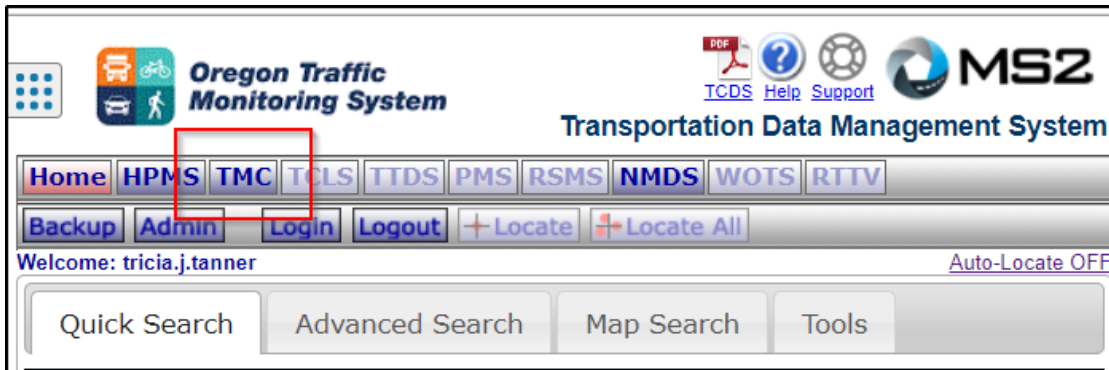 PDF
Oregon Traffic
Monitoring System
TCDS Help Support
MS2
Transportation Data Management System
Home HPMS TMC TCLS TTDS PMS RSMS NMDS WOTS RTTV
Backup Admin Login Logout Locate Locate All
Welcome: tricia.j.tanner Auto-Locate OFF
Quick Search Advanced Search Map Search Tools